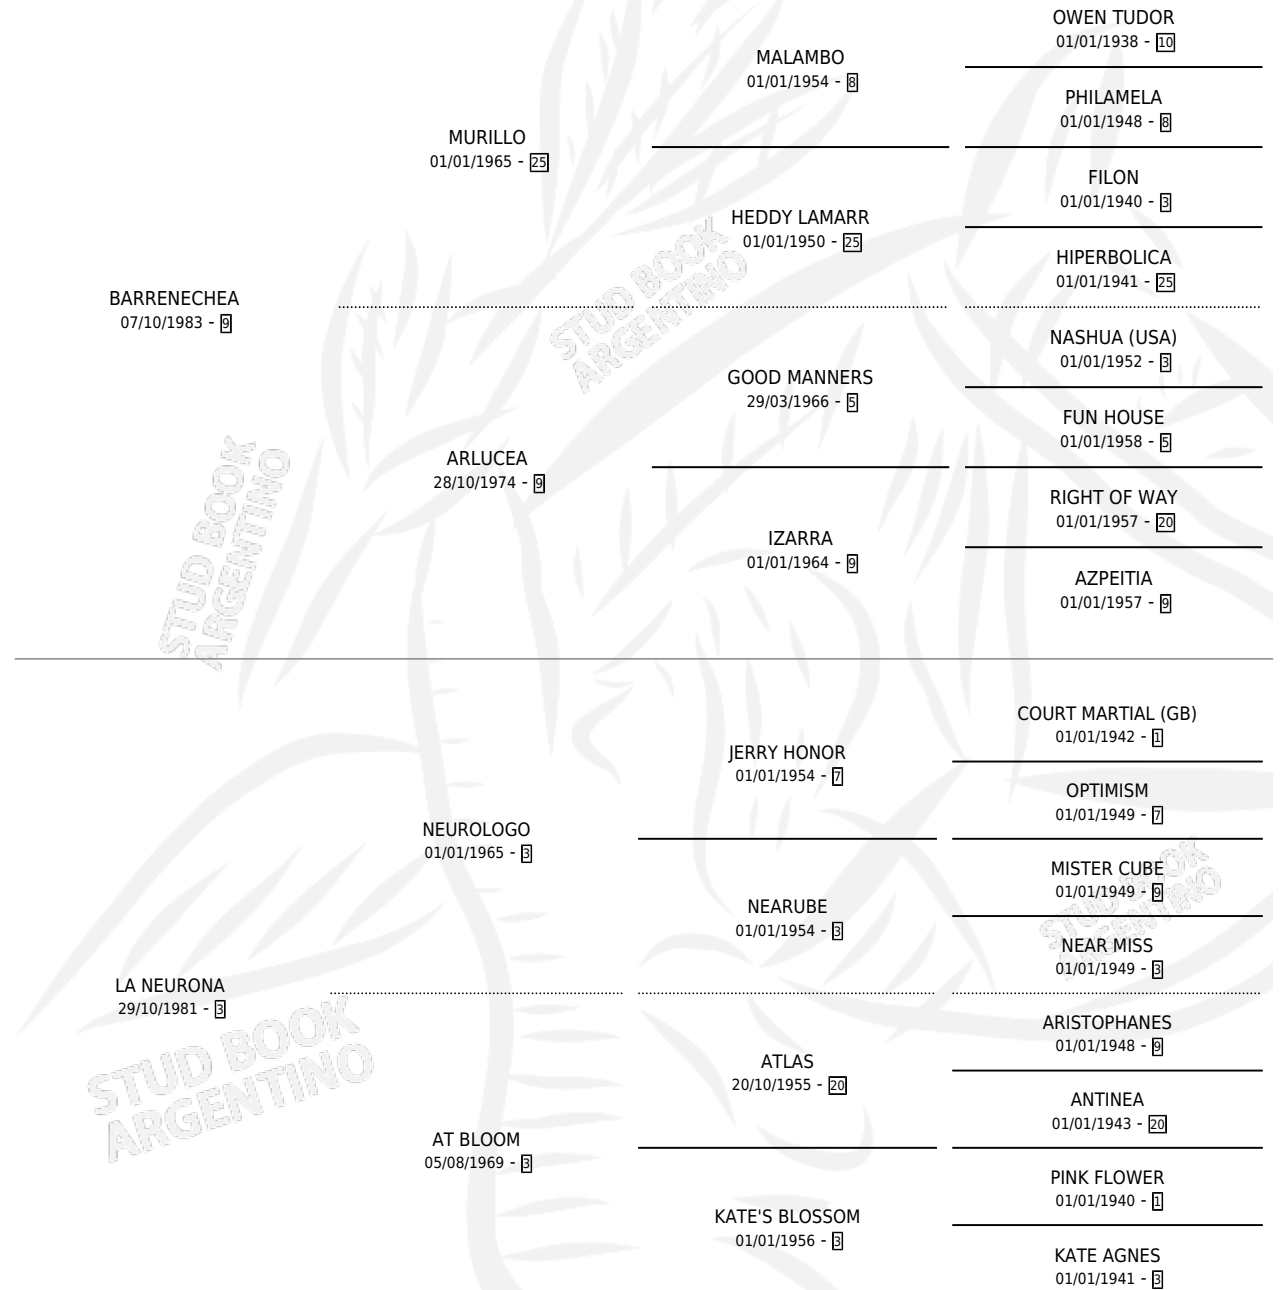 OWEN TUDOR
01/01/1938 - 10
MALAMBO
01/01/1954 - 8
PHILAMELA
01/01/1948 - 8
MURILLO
01/01/1965 - 25
FILON
01/01/1940 - 3
HEDDY LAMARR
01/01/1950 - 25
HIPERBOLICA
01/01/1941 - 25
BARRENECHEA
07/10/1983 - 9
NASHUA (USA)
01/01/1952 - 3
GOOD MANNERS
29/03/1966 - 5
FUN HOUSE
01/01/1958 - 5
ARLUCEA
28/10/1974 - 9
RIGHT OF WAY
01/01/1957 - 20
IZARRA
01/01/1964 - 9
AZPEITIA
01/01/1957 - 9
COURT MARTIAL (GB)
01/01/1942 - 1
JERRY HONOR
01/01/1954 - 7
OPTIMISM
01/01/1949 - 7
NEUROLOGO
01/01/1965 - 3
MISTER CUBE
01/01/1949 - 9
NEARUBE
01/01/1954 - 3
NEAR MISS
01/01/1949 - 3
LA NEURONA
29/10/1981 - 3
ARISTOPHANES
01/01/1948 - 9
ATLAS
20/10/1955 - 20
ANTINEA
01/01/1943 - 20
AT BLOOM
05/08/1969 - 3
PINK FLOWER
01/01/1940 - 1
KATE'S BLOSSOM
01/01/1956 - 3
KATE AGNES
01/01/1941 - 3
STUD BOOK
ARGENTINO
STUD BOOK
ARGENTINO
STUD BOOK
ARGENTINO
STUD BOOK
ARGENTINO